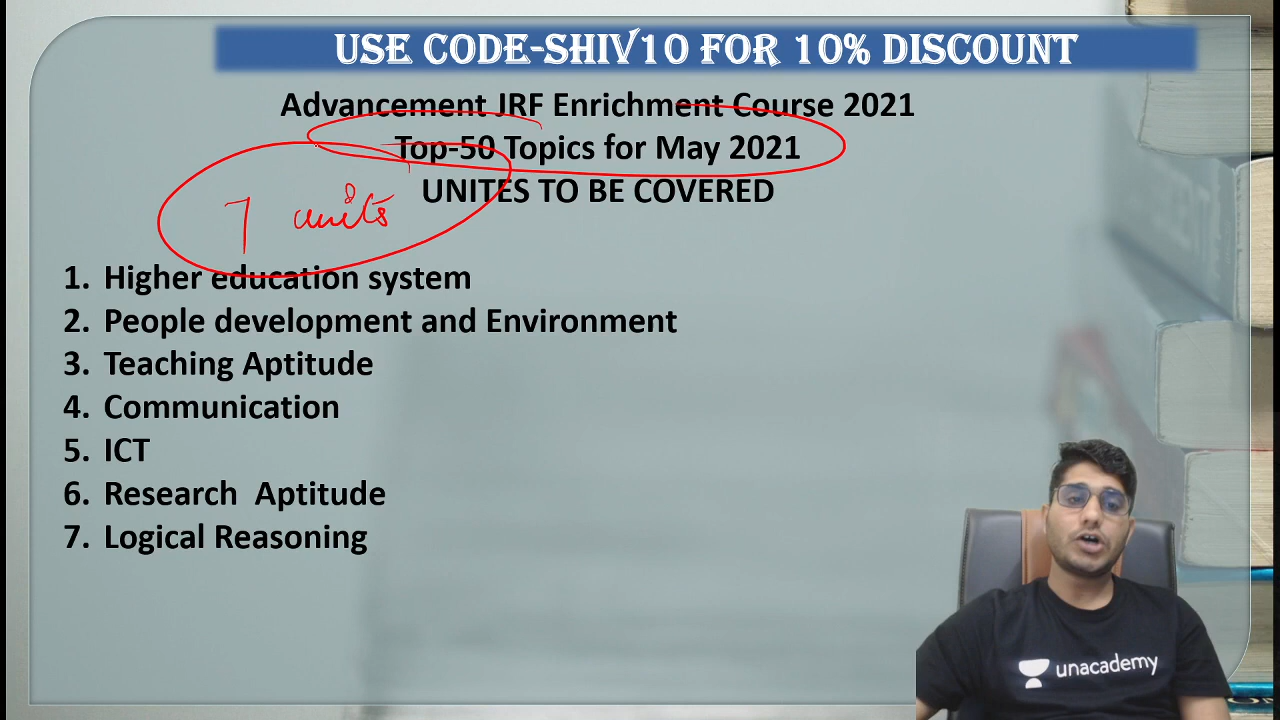 USE CODE-SHIV10 FOR 10% DISCOUNT
Advancement JRF Enrichment Course 2021
Top-50 Topics for May 2021
UNITES TO BE COVERED
7 units
1. Higher education system
2. People development and Environment
3. Teaching Aptitude
4. Communication
5. ICT
6. Research Aptitude
7. Logical Reasoning
unacademy